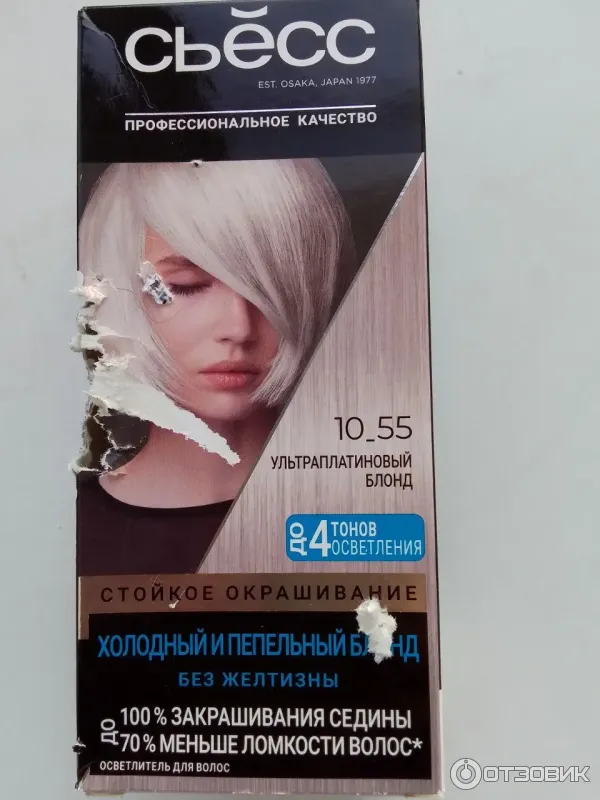 СЬЁСС
EST. OSAKA, JAPAN 1977
ПРОФЕССИОНАЛЬНОЕ КАЧЕСТВО
10_55
УЛЬТРАПЛАТИНОВЫЙ
БЛОНД
ДО 4 ТОНОВ
ОСВЕТЛЕНИЯ
СТОЙКОЕ ОКРАШИВАНИЕ
ХОЛОДНЫЙ И ПЕПЕЛЬНЫЙ
БЕЗ ЖЕЛТИЗНЫ
ДО 100 % ЗАКРАШИВАНИЯ СЕДИНЫ
70 % МЕНЬШЕ ЛОМКОСТИ ВОЛОС*
ОСВЕТЛИТЕЛЬ ДЛЯ ВОЛОС
ОТЗОВИК